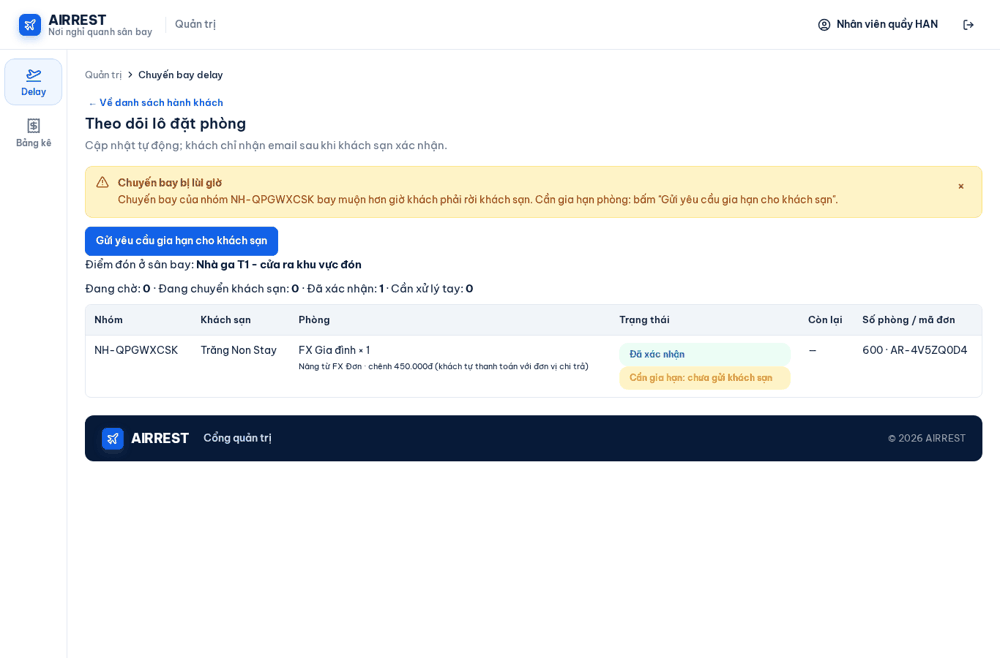 AIRREST
Nơi nghỉ quanh sân bay
Quản trị
Nhân viên quầy HAN
Delay
Bảng kê
Quản trị > Chuyến bay delay
← Về danh sách hành khách
Theo dõi lô đặt phòng
Cập nhật tự động; khách chỉ nhận email sau khi khách sạn xác nhận.
Chuyến bay bị lùi giờ
Chuyến bay của nhóm NH-QPGWXCSK bay muộn hơn giờ khách phải rời khách sạn. Cần gia hạn phòng: bấm "Gửi yêu cầu gia hạn cho khách sạn".
×
Gửi yêu cầu gia hạn cho khách sạn
Điểm đón ở sân bay: Nhà ga T1 - cửa ra khu vực đón
Đang chờ: 0 · Đang chuyển khách sạn: 0 · Đã xác nhận: 1 · Cần xử lý tay: 0
Nhóm Khách sạn Phòng Trạng thái Còn lại Số phòng / mã đơn
NH-QPGWXCSK Trăng Non Stay FX Gia đình × 1 Đã xác nhận — 600 · AR-4V5ZQ0D4
Nâng từ FX Đơn · chênh 450.000đ (khách tự thanh toán với đơn vị chi trả)
Cần gia hạn: chưa gửi khách sạn
AIRREST Cổng quản trị © 2026 AIRREST